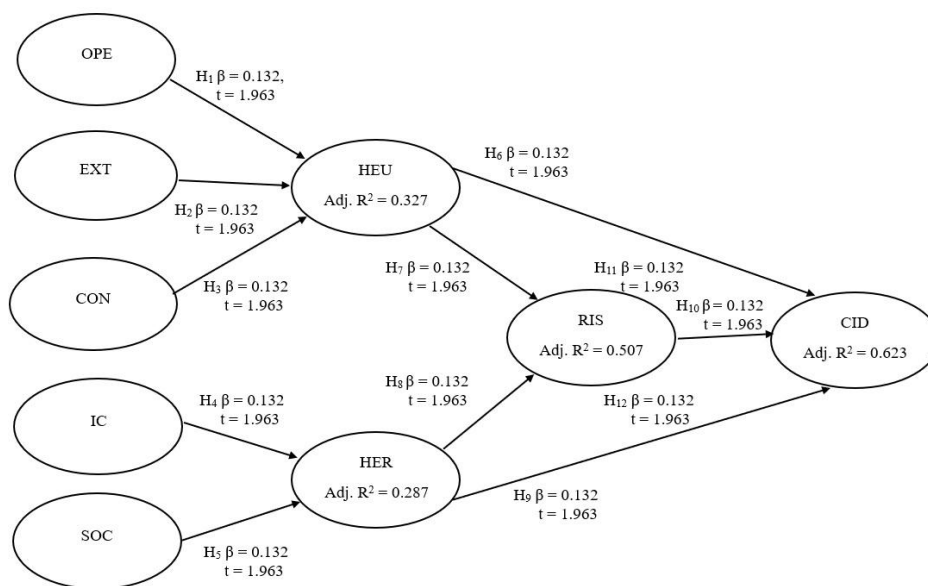 OPE
H₁ β = 0.132,
t = 1.963
EXT
H₂ β = 0.132
t = 1.963
CON
H₃ β = 0.132
t = 1.963
HEU
Adj. R² = 0.327
H₆ β = 0.132
t = 1.963
H₇ β = 0.132
t = 1.963
H₁₁ β = 0.132
t = 1.963
H₁₀ β = 0.132
t = 1.963
RIS
Adj. R² = 0.507
CID
Adj. R² = 0.623
H₈ β = 0.132
t = 1.963
H₁₂ β = 0.132
t = 1.963
IC
H₄ β = 0.132
t = 1.963
HER
Adj. R² = 0.287
H₉ β = 0.132
t = 1.963
SOC
H₅ β = 0.132
t = 1.963